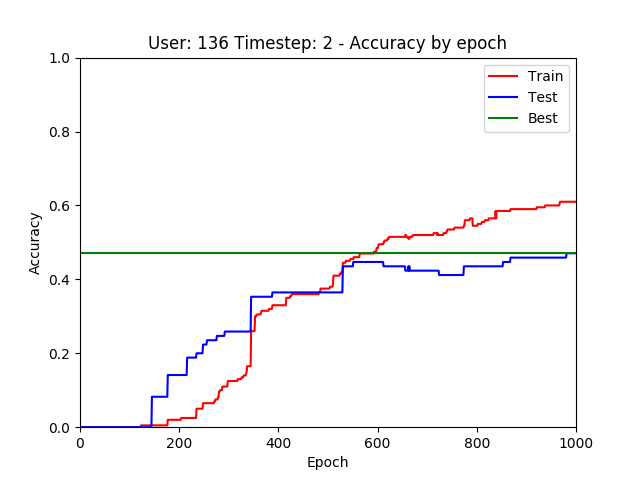 User: 136 Timestep: 2 - Accuracy by epoch
1.0
0.8
0.6
0.4
0.2
0.0
Accuracy
Train
Test
Best
0 200 400 600 800 1000
Epoch